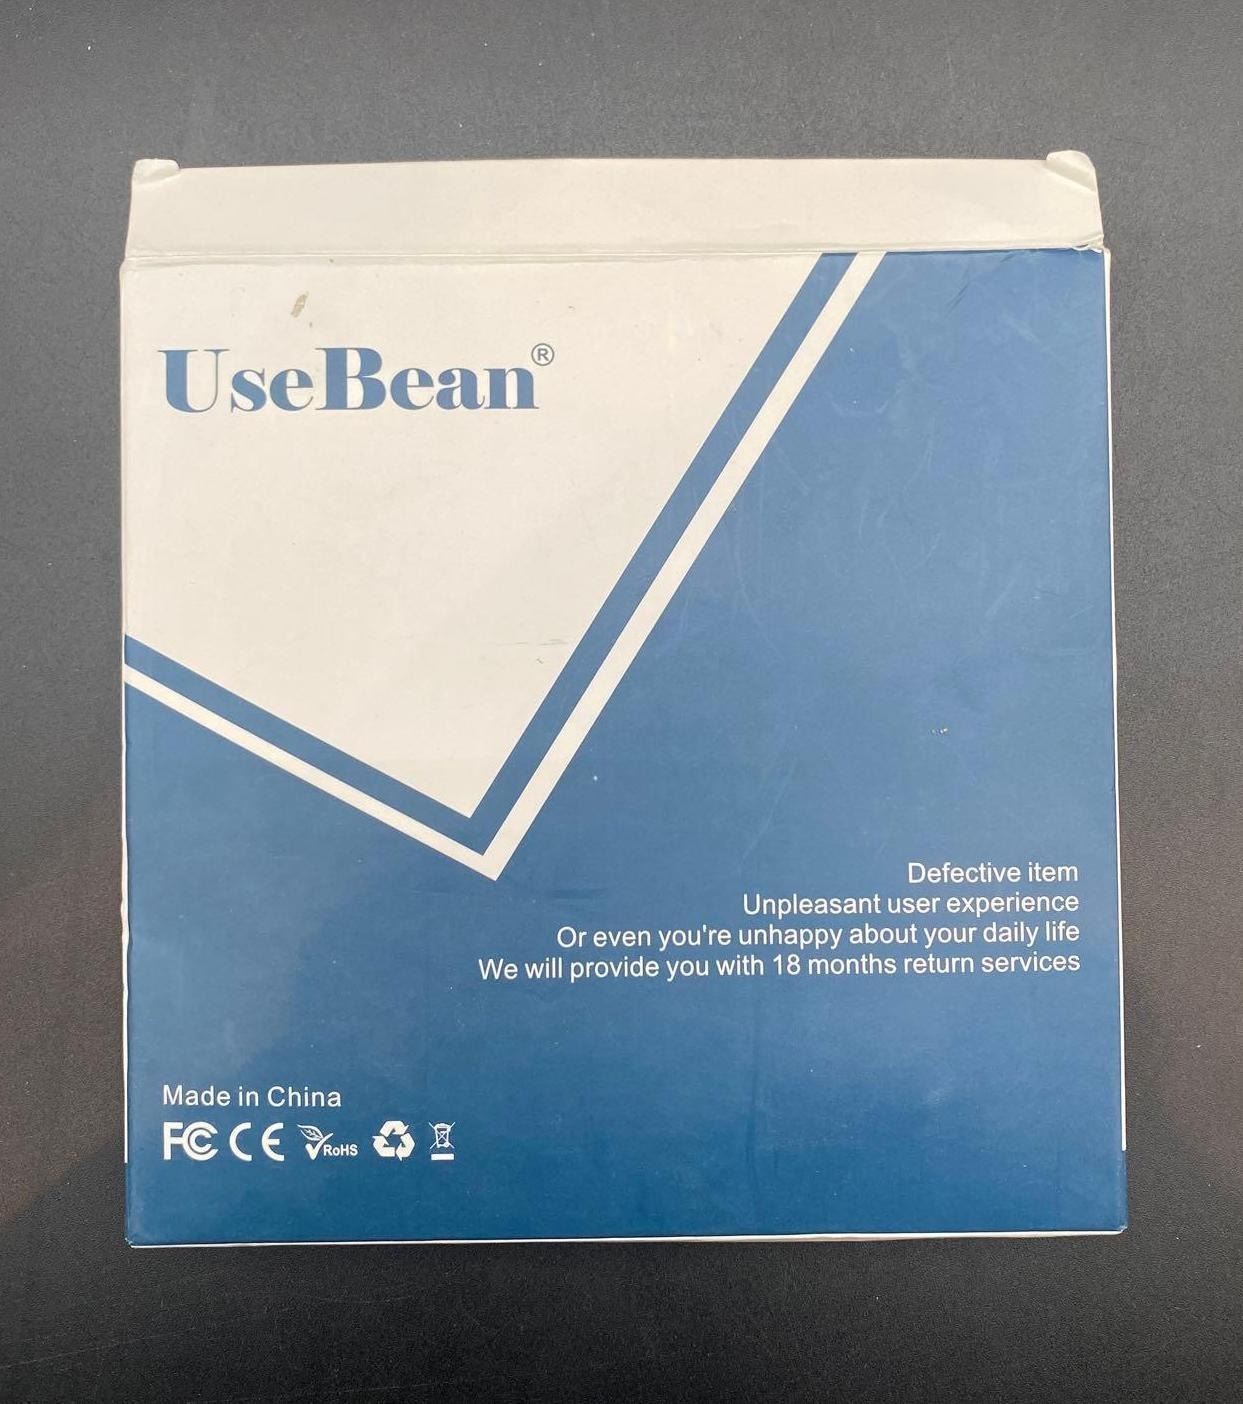 UseBean®
Defective item
Unpleasant user experience
Or even you're unhappy about your daily life
We will provide you with 18 months return services
Made in China
FC CE RoHS